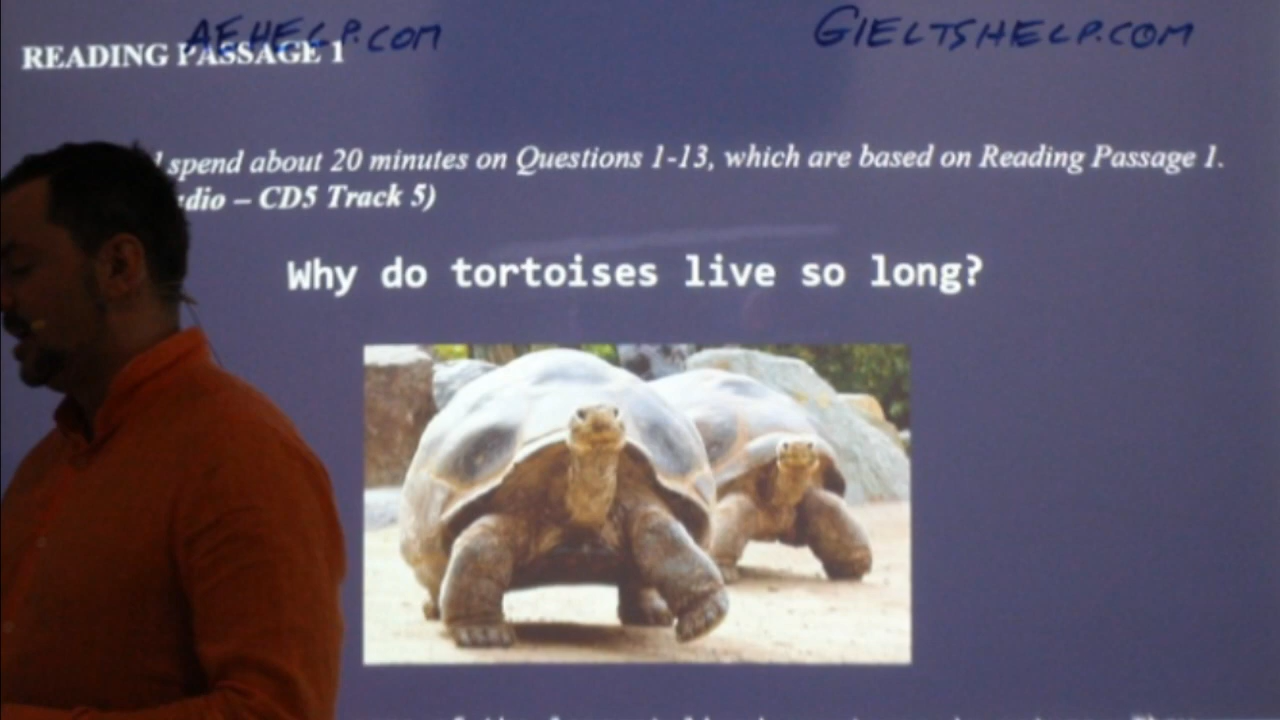 AEHELP.COM
GIELTSHELP.COM
READING PASSAGE 1
spend about 20 minutes on Questions 1-13, which are based on Reading Passage 1.
– CD5 Track 5)
Why do tortoises live so long?